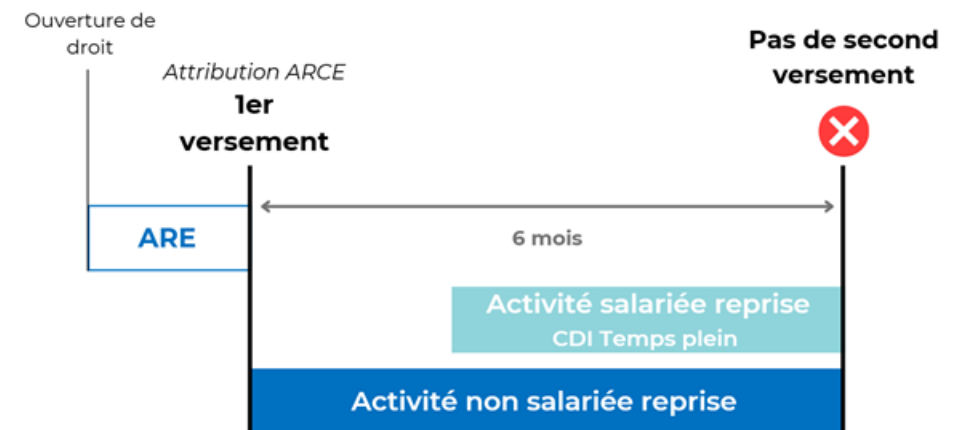 Ouverture de
droit
Attribution ARCE
1er
versement
Pas de second
versement
ARE
6 mois
Activité salariée reprise
CDI Temps plein
Activité non salariée reprise